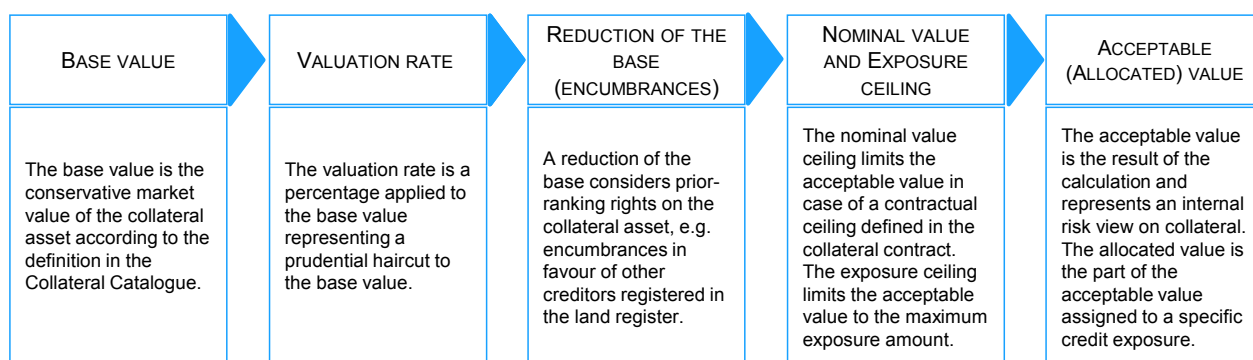 BASE VALUE
VALUATION RATE
REDUCTION OF THE
BASE
(ENCUMBRANCES)
NOMINAL VALUE
AND EXPOSURE
CEILING
ACCEPTABLE
(ALLOCATED) VALUE
The base value is the
conservative market
value of the collateral
asset according to the
definition in the
Collateral Catalogue.
The valuation rate is a
percentage applied to
the base value
representing a
prudential haircut to
the base value.
A reduction of the
base considers prior-
ranking rights on the
collateral asset, e.g.
encumbrances in
favour of other
creditors registered in
the land register.
The nominal value
ceiling limits the
acceptable value in
case of a contractual
ceiling defined in the
collateral contract.
The exposure ceiling
limits the acceptable
value to the maximum
exposure amount.
The acceptable value
is the result of the
calculation and
represents an internal
risk view on collateral.
The allocated value is
the part of the
acceptable value
assigned to a specific
credit exposure.